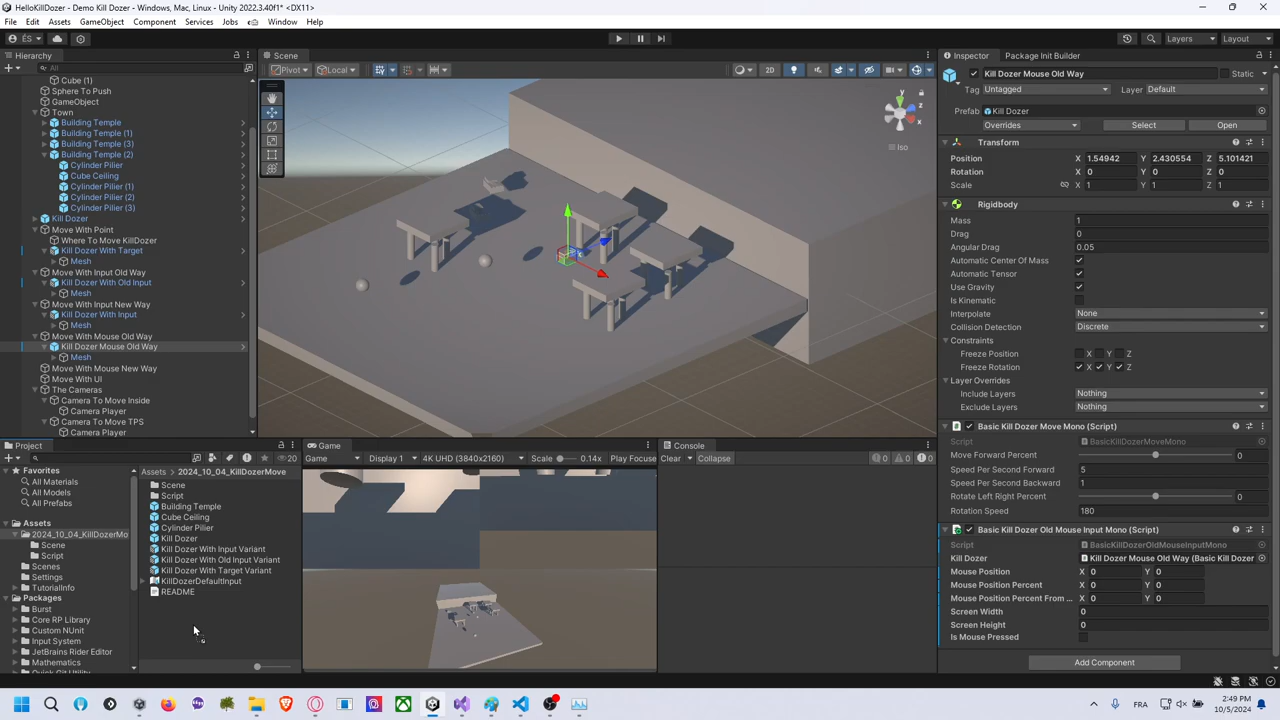 HelloKillDozer - Demo Kill Dozer - Windows, Mac, Linux - Unity 2022.3.40f1* <DX11>
File Edit Assets GameObject Component Services Jobs Window Help
ÉS
Layers
Layout
Hierarchy
All
Cube (1)
Sphere To Push
GameObject
Town
Building Temple
Building Temple (1)
Building Temple (3)
Building Temple (2)
Cylinder Pilier
Cube Ceiling
Cylinder Pilier (1)
Cylinder Pilier (2)
Cylinder Pilier (3)
Kill Dozer
Move With Point
Where To Move KillDozer
Kill Dozer With Target
Mesh
Move With Input Old Way
Kill Dozer With Old Input
Mesh
Move With Input New Way
Kill Dozer With Input
Mesh
Move With Mouse Old Way
Kill Dozer Mouse Old Way
Mesh
Move With Mouse New Way
Move With UI
The Cameras
Camera To Move Inside
Camera Player
Camera To Move TPS
Camera Player
Scene
Pivot
Local
2D
y
z
x
Iso
Inspector
Package Init Builder
Kill Dozer Mouse Old Way
Static
Tag Untagged
Layer Default
Prefab Kill Dozer
Overrides Select Open
Transform
Position X 1.54942 Y 2.430554 Z 5.101421
Rotation X 0 Y 0 Z 0
Scale X 1 Y 1 Z 1
Rigidbody
Mass 1
Drag 0
Angular Drag 0.05
Automatic Center Of Mass
Automatic Tensor
Use Gravity
Is Kinematic
Interpolate None
Collision Detection Discrete
Constraints
Freeze Position X Y Z
Freeze Rotation X Y Z
Layer Overrides
Include Layers Nothing
Exclude Layers Nothing
Basic Kill Dozer Move Mono (Script)
Script BasicKillDozerMoveMono
Move Forward Percent 0
Speed Per Second Forward 5
Speed Per Second Backward 1
Rotate Left Right Percent 0
Rotation Speed 180
Basic Kill Dozer Old Mouse Input Mono (Script)
Script BasicKillDozerOldMouseInputMono
Kill Dozer Kill Dozer Mouse Old Way (Basic Kill Dozer
Mouse Position X 0 Y 0
Mouse Position Percent X 0 Y 0
Mouse Position Percent From ... X 0 Y 0
Screen Width 0
Screen Height 0
Is Mouse Pressed
Add Component
Project
20
Favorites
All Materials
All Models
All Prefabs
Assets
2024_10_04_KillDozerMo
Scene
Script
Scenes
Settings
TutorialInfo
Packages
Burst
Core RP Library
Custom NUnit
Input System
JetBrains Rider Editor
Mathematics
Assets
2024_10_04_KillDozerMove
Scene
Script
Building Temple
Cube Ceiling
Cylinder Pilier
Kill Dozer
Kill Dozer With Input Variant
Kill Dozer With Old Input Variant
Kill Dozer With Target Variant
KillDozerDefaultInput
README
Game
Game Display 1 4K UHD (3840x2160) Scale 0.14x Play Focuse
Console
Clear Collapse 0 0 0
FR
2:49 PM
10/5/2024